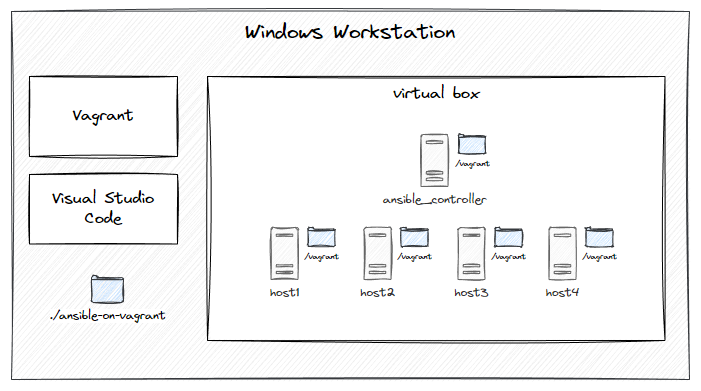 Windows Workstation
Vagrant
Visual Studio
Code
./ansible-on-vagrant
virtual box
/vagrant
ansible_controller
/vagrant
/vagrant
/vagrant
/vagrant
host1
host2
host3
host4